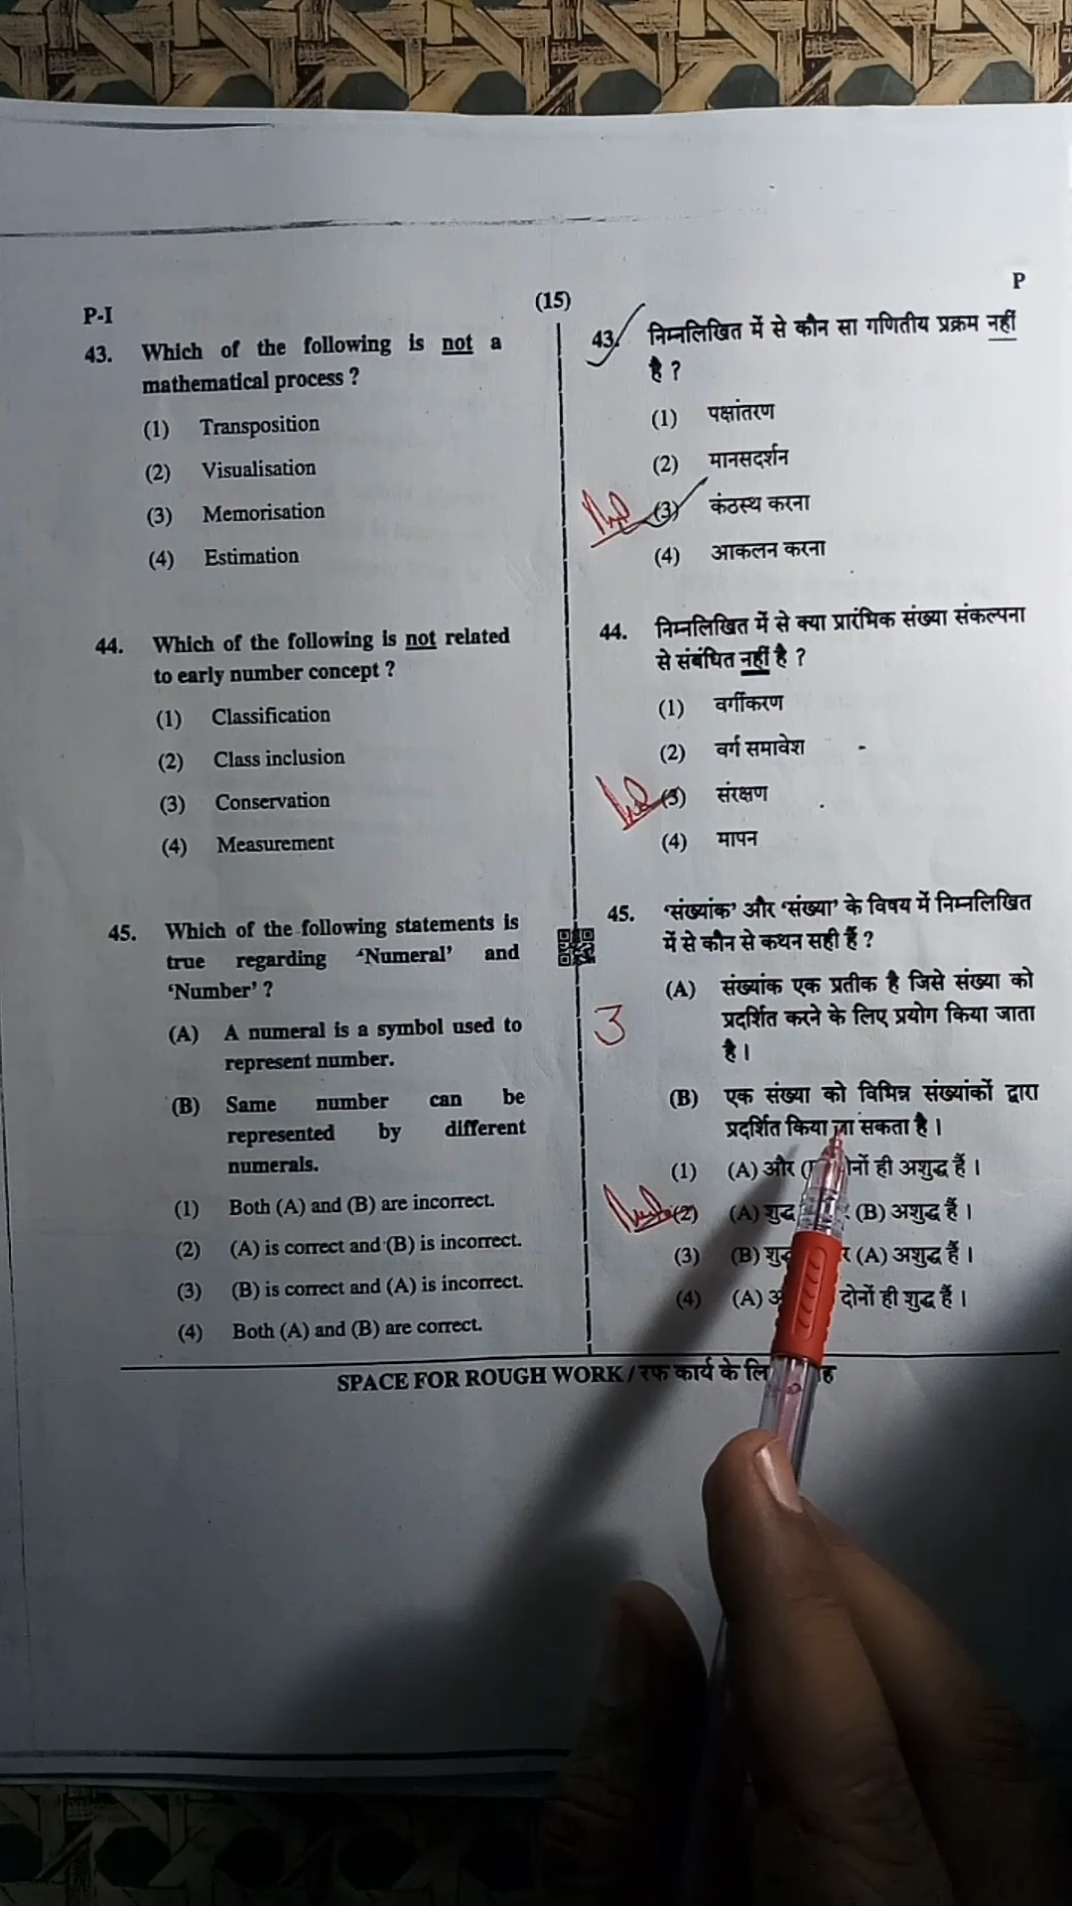 P-I
(15)
P
43. Which of the following is not a
mathematical process ?
(1) Transposition
(2) Visualisation
(3) Memorisation
(4) Estimation
44. Which of the following is not related
to early number concept ?
(1) Classification
(2) Class inclusion
(3) Conservation
(4) Measurement
45. Which of the following statements is
true regarding ‘Numeral’ and
‘Number’ ?
(A) A numeral is a symbol used to
represent number.
(B) Same number can be
represented by different
numerals.
(1) Both (A) and (B) are incorrect.
(2) (A) is correct and (B) is incorrect.
(3) (B) is correct and (A) is incorrect.
(4) Both (A) and (B) are correct.
43. निम्नलिखित में से कौन सा गणितीय प्रक्रम नहीं
है ?
(1) पक्षांतरण
(2) मानसदर्शन
(3) कंठस्थ करना
(4) आकलन करना
44. निम्नलिखित में से क्या प्रारंभिक संख्या संकल्पना
से संबंधित नहीं है ?
(1) वर्गीकरण
(2) वर्ग समावेश
(3) संरक्षण
(4) मापन
45. ‘संख्यांक’ और ‘संख्या’ के विषय में निम्नलिखित
में से कौन से कथन सही हैं ?
(A) संख्यांक एक प्रतीक है जिसे संख्या को
3
प्रदर्शित करने के लिए प्रयोग किया जाता
है।
(B) एक संख्या को विभिन्न संख्यांकों द्वारा
प्रदर्शित किया जा सकता है।
(1) (A) और ही अशुद्ध हैं।
(2) (A) शुद्ध (B) अशुद्ध हैं।
(3) (B) (A) अशुद्ध हैं।
(4) (A) दोनों ही शुद्ध हैं।
SPACE FOR ROUGH WORK / रफ कार्य के